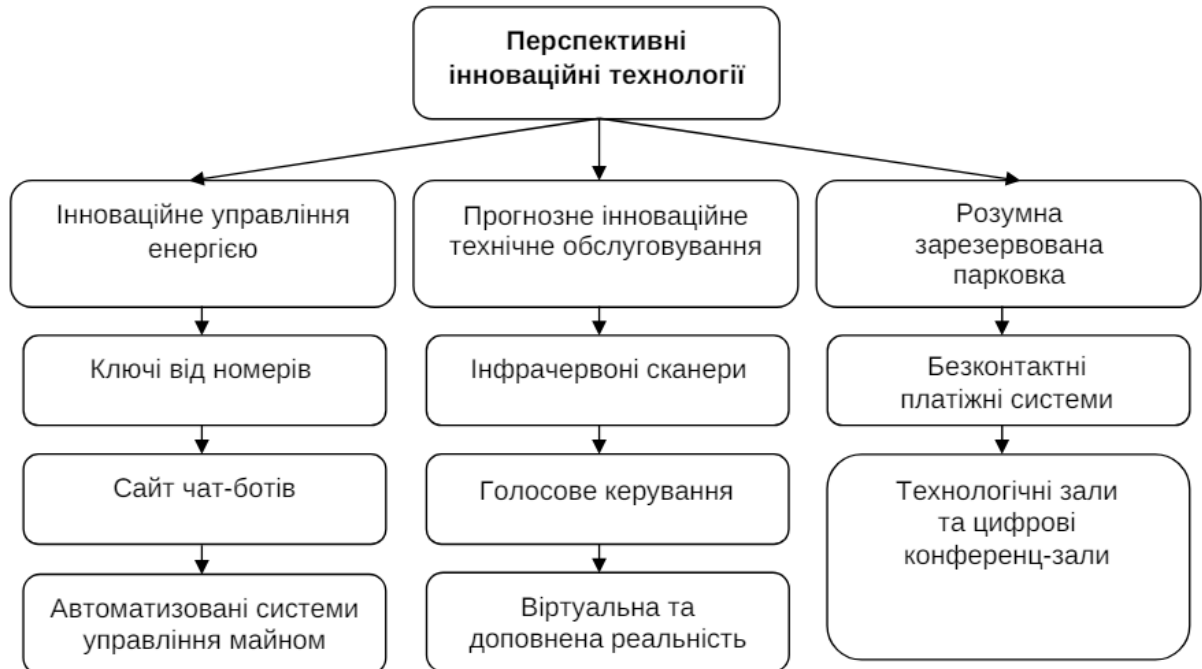 Перспективні
інноваційні технології
Інноваційне управління
енергією
Прогнозне інноваційне
технічне обслуговування
Розумна
зарезервована
парковка
Ключі від номерів
Інфрачервоні сканери
Безконтактні
платіжні системи
Сайт чат-ботів
Голосове керування
Технологічні зали
та цифрові
конференц-зали
Автоматизовані системи
управління майном
Віртуальна та
доповнена реальність